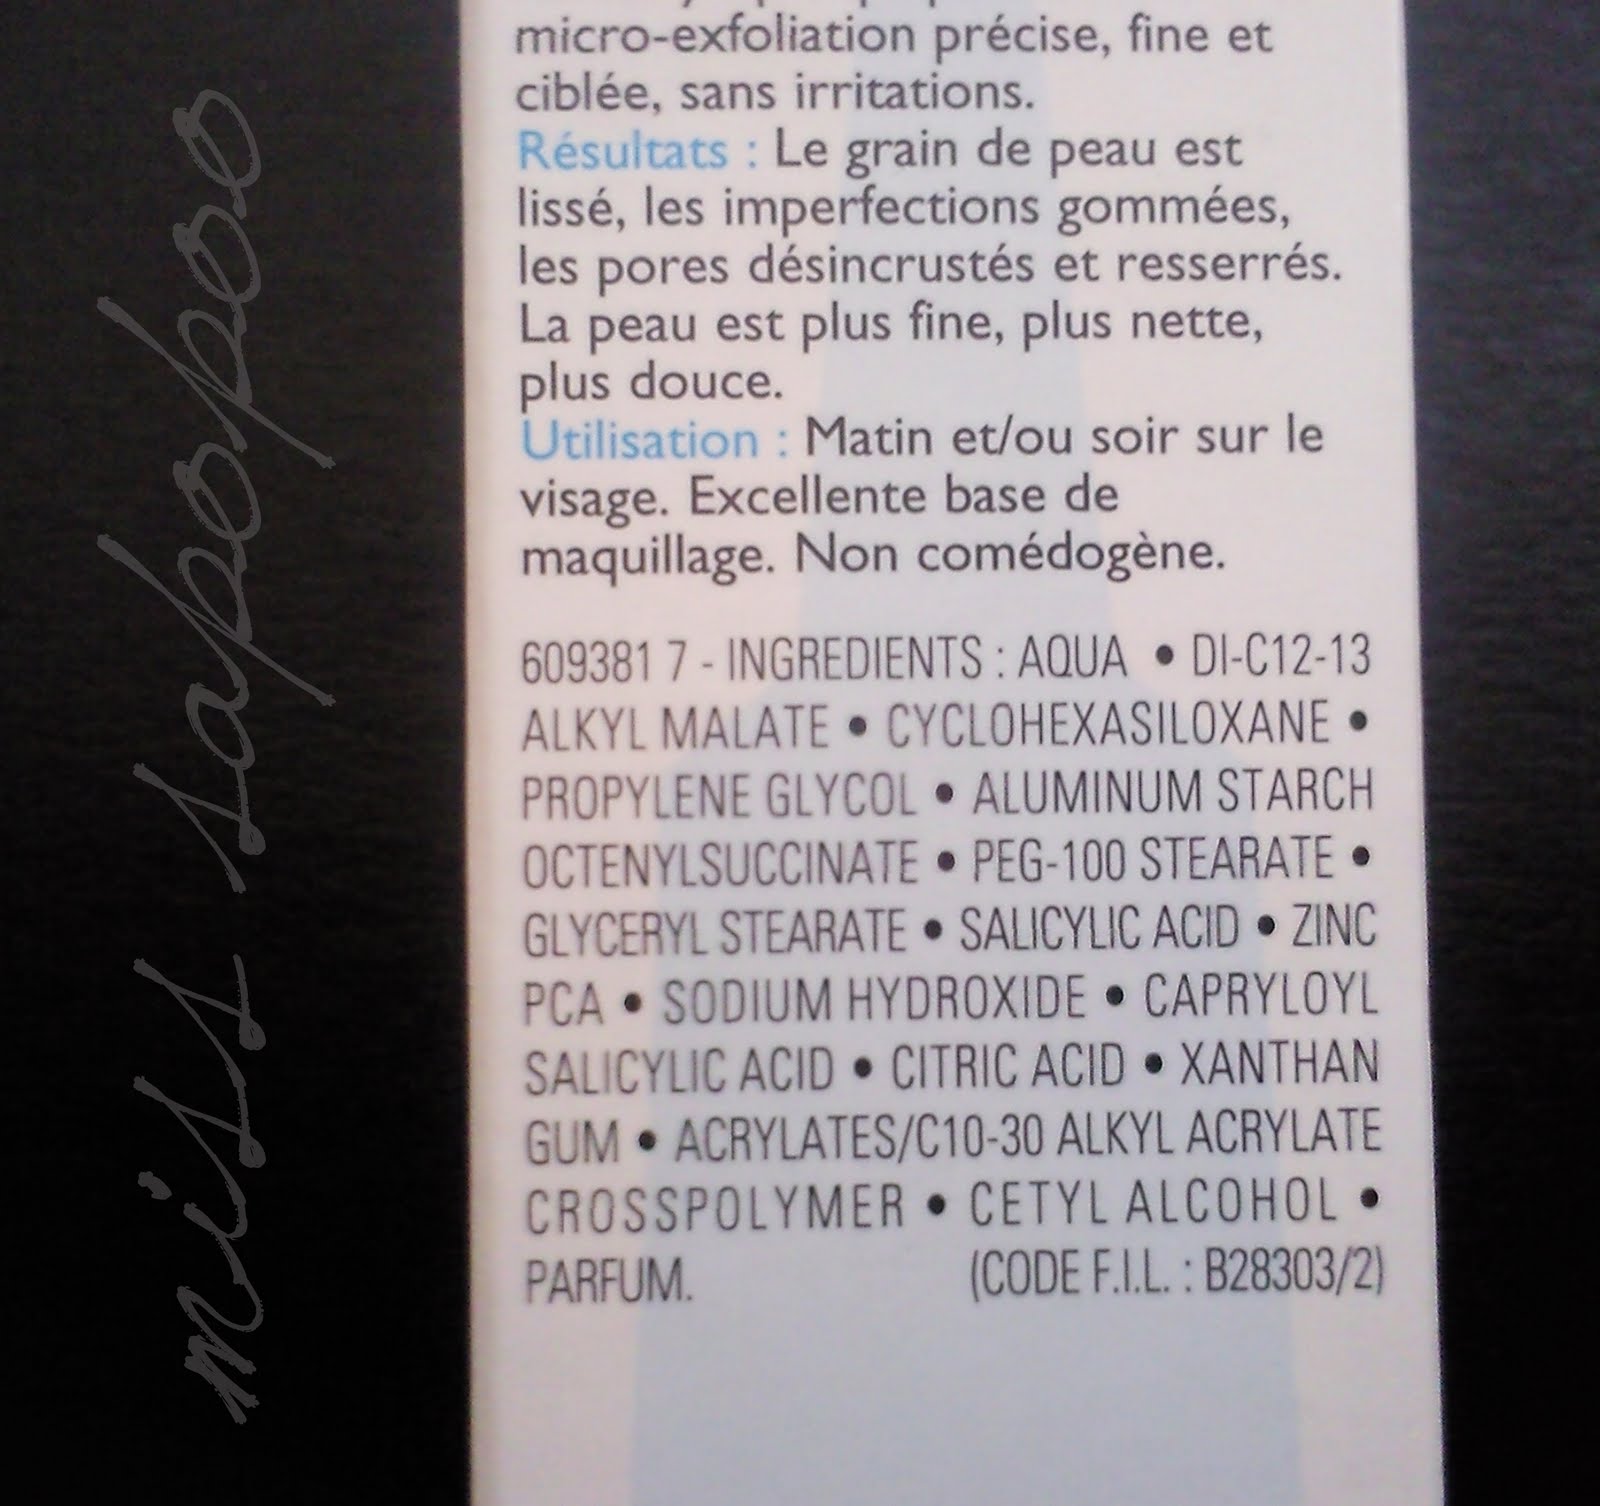 micro-exfoliation précise, fine et
ciblée, sans irritations.
Résultats : Le grain de peau est
lissé, les imperfections gommées,
les pores désincrustés et resserrés.
La peau est plus fine, plus nette,
plus douce.
Utilisation : Matin et/ou soir sur le
visage. Excellente base de
maquillage. Non comédogène.
609381 7 - INGREDIENTS : AQUA • DI-C12-13
ALKYL MALATE • CYCLOHEXASILOXANE •
PROPYLENE GLYCOL • ALUMINUM STARCH
OCTENYLSUCCINATE • PEG-100 STEARATE •
GLYCERYL STEARATE • SALICYLIC ACID • ZINC
PCA • SODIUM HYDROXIDE • CAPRYLOYL
SALICYLIC ACID • CITRIC ACID • XANTHAN
GUM • ACRYLATES/C10-30 ALKYL ACRYLATE
CROSSPOLYMER • CETYL ALCOHOL •
PARFUM. (CODE F.I.L. : B28303/2)
miss sapoporo